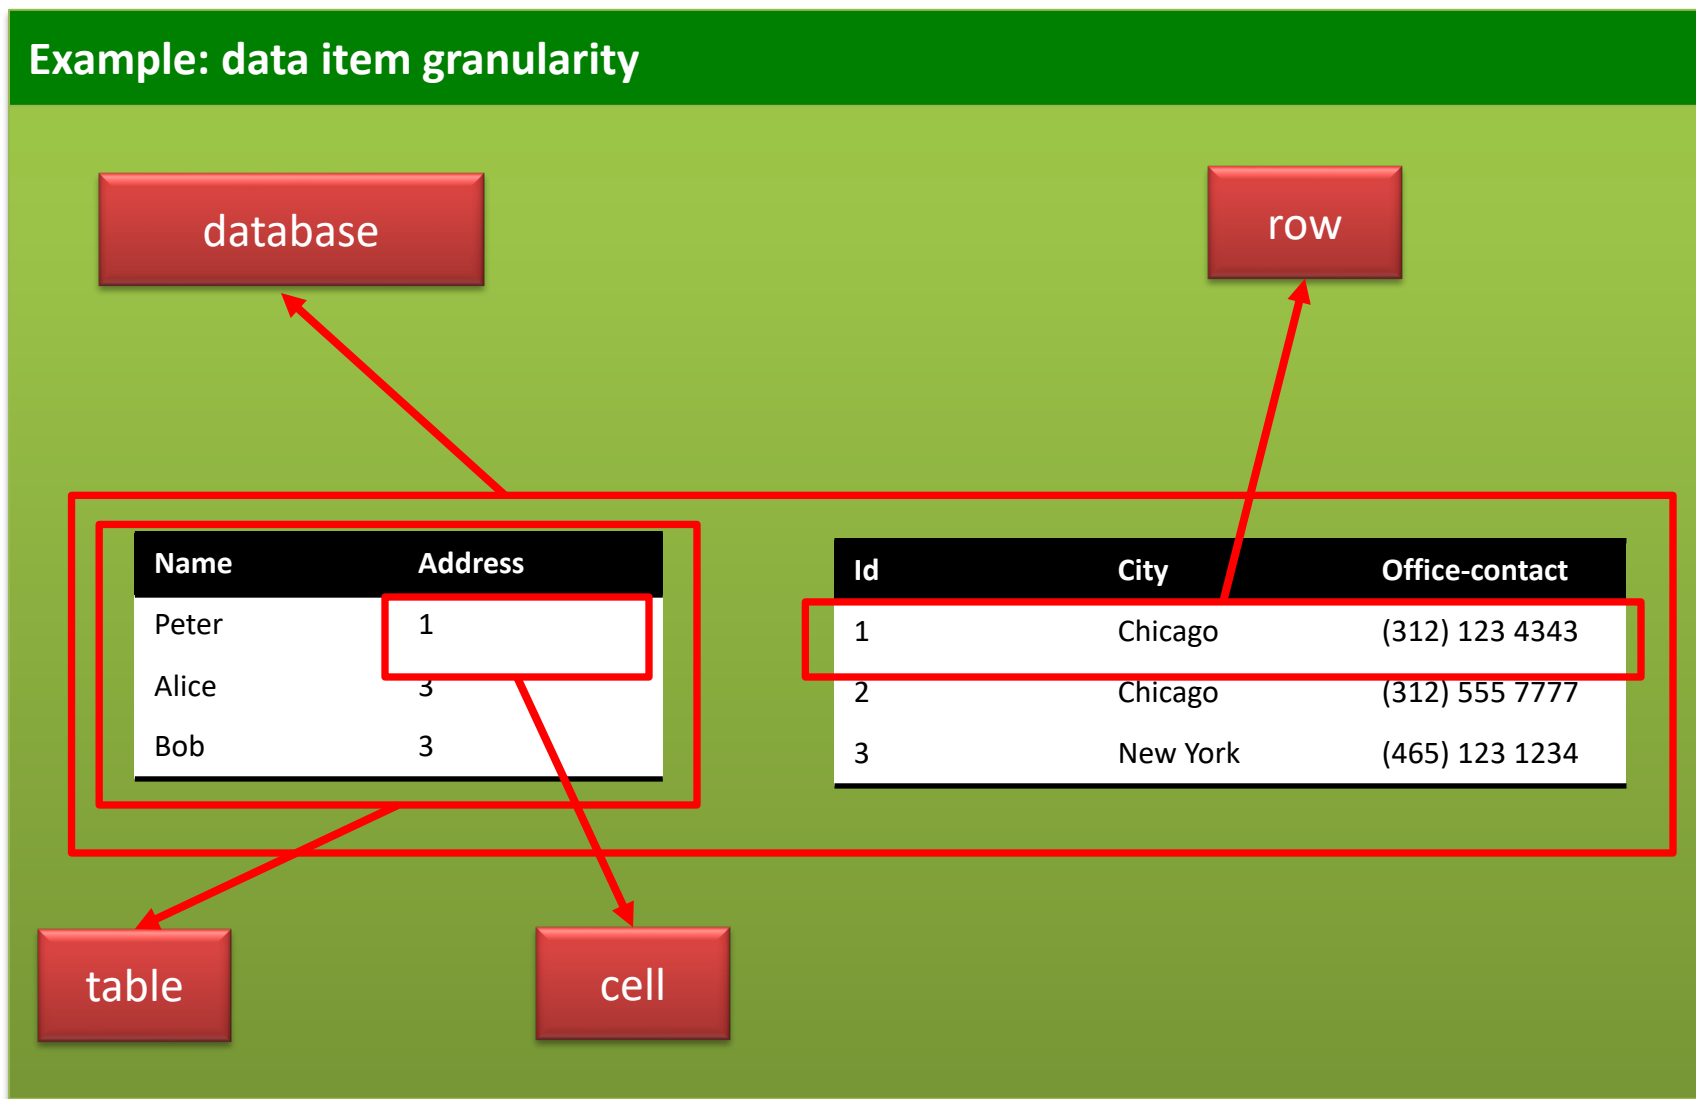 Example: data item granularity
database
row
Name Address
Peter 1
Alice 3
Bob 3
Id City Office-contact
1 Chicago (312) 123 4343
2 Chicago (312) 555 7777
3 New York (465) 123 1234
table
cell